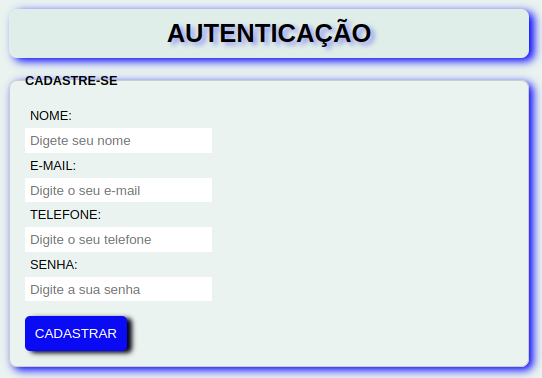 AUTENTICAÇÃO
CADASTRE-SE
NOME:
Digete seu nome
E-MAIL:
Digite o seu e-mail
TELEFONE:
Digite o seu telefone
SENHA:
Digite a sua senha
CADASTRAR